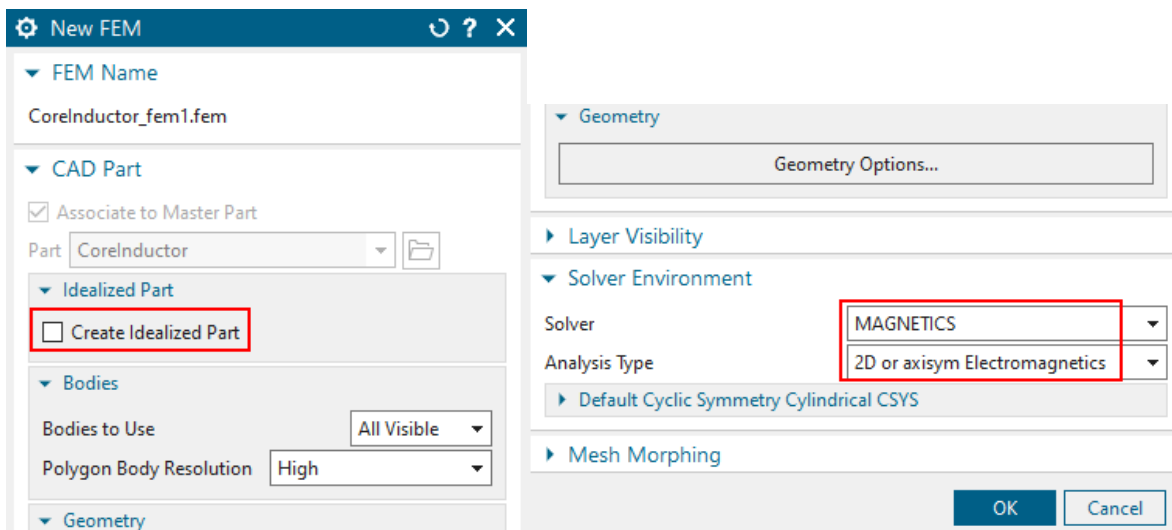 New FEM
FEM Name
CoreInductor_fem1.fem
CAD Part
Associate to Master Part
Part CoreInductor
Idealized Part
Create Idealized Part
Bodies
Bodies to Use All Visible
Polygon Body Resolution High
Geometry
Geometry
Geometry Options...
Layer Visibility
Solver Environment
Solver MAGNETICS
Analysis Type 2D or axisym Electromagnetics
Default Cyclic Symmetry Cylindrical CSYS
Mesh Morphing
OK Cancel